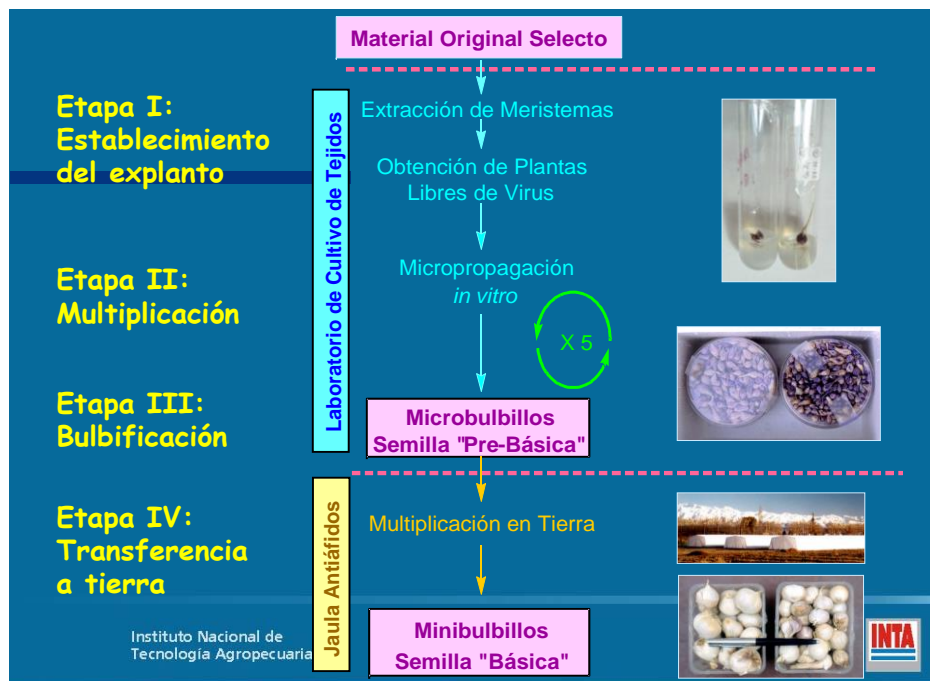 Material Original Selecto
Etapa I:
Establecimiento
del explanto
Laboratorio de Cultivo de Tejidos
Extracción de Meristemas
Obtención de Plantas
Libres de Virus
Etapa II:
Multiplicación
Micropropagación
in vitro
X 5
Etapa III:
Bulbificación
Microbulbillos
Semilla "Pre-Básica"
Etapa IV:
Transferencia
a tierra
Jaula Antiáfidos
Multiplicación en Tierra
Minibulbillos
Semilla "Básica"
Instituto Nacional de
Tecnología Agropecuaria
INTA